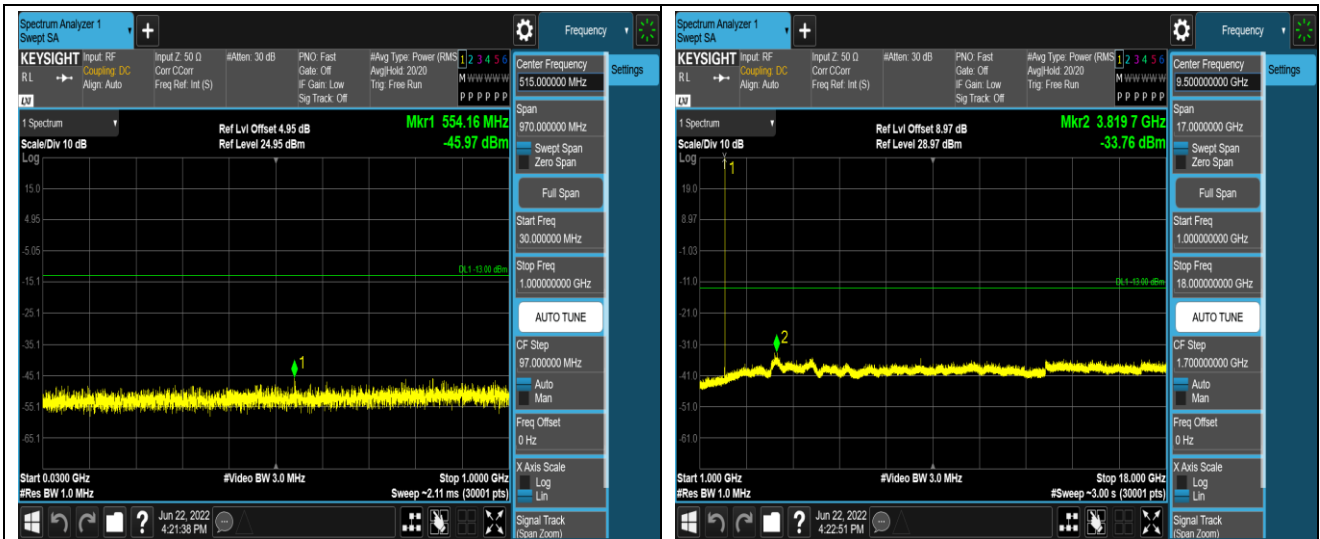 Spectrum Analyzer 1
Swept SA
+
Frequency
KEYSIGHT
RL
LXI
Input: RF
Coupling: DC
Align: Auto
Input Z: 50 Ω
Corr CCorr
Freq Ref: Int (S)
#Atten: 30 dB
PNO: Fast
Gate: Off
IF Gain: Low
Sig Track: Off
#Avg Type: Power (RMS
Avg|Hold: 20/20
Trig: Free Run
1 2 3 4 5 6
M W W W W W
P P P P P P
1 Spectrum
Scale/Div 10 dB
Log
Ref Lvl Offset 4.95 dB
Ref Level 24.95 dBm
Mkr1 554.16 MHz
-45.97 dBm
15.0
4.95
-5.05
-15.1
-25.1
-35.1
-45.1
-55.1
-65.1
DL1 -13.00 dBm
1
Start 0.0300 GHz
#Res BW 1.0 MHz
#Video BW 3.0 MHz
Stop 1.0000 GHz
Sweep ~2.11 ms (30001 pts)
Center Frequency
515.000000 MHz
Settings
Span
970.000000 MHz
Swept Span
Zero Span
Full Span
Start Freq
30.000000 MHz
Stop Freq
1.000000000 GHz
AUTO TUNE
CF Step
97.000000 MHz
Auto
Man
Freq Offset
0 Hz
X Axis Scale
Log
Lin
Signal Track
(Span Zoom)
?
Jun 22, 2022
4:21:38 PM
Spectrum Analyzer 1
Swept SA
+
Frequency
KEYSIGHT
RL
LXI
Input: RF
Coupling: DC
Align: Auto
Input Z: 50 Ω
Corr CCorr
Freq Ref: Int (S)
#Atten: 30 dB
PNO: Fast
Gate: Off
IF Gain: Low
Sig Track: Off
#Avg Type: Power (RMS
Avg|Hold: 20/20
Trig: Free Run
1 2 3 4 5 6
M W W W W W
P P P P P P
1 Spectrum
Scale/Div 10 dB
Log
Ref Lvl Offset 8.97 dB
Ref Level 28.97 dBm
Mkr2 3.819 7 GHz
-33.76 dBm
19.0
8.97
-1.03
-11.0
-21.0
-31.0
-41.0
-51.0
-61.0
DL1 -13.00 dBm
1
2
Start 1.000 GHz
#Res BW 1.0 MHz
#Video BW 3.0 MHz
Stop 18.000 GHz
#Sweep ~3.00 s (30001 pts)
Center Frequency
9.500000000 GHz
Settings
Span
17.0000000 GHz
Swept Span
Zero Span
Full Span
Start Freq
1.000000000 GHz
Stop Freq
18.000000000 GHz
AUTO TUNE
CF Step
1.700000000 GHz
Auto
Man
Freq Offset
0 Hz
X Axis Scale
Log
Lin
Signal Track
(Span Zoom)
?
Jun 22, 2022
4:22:51 PM